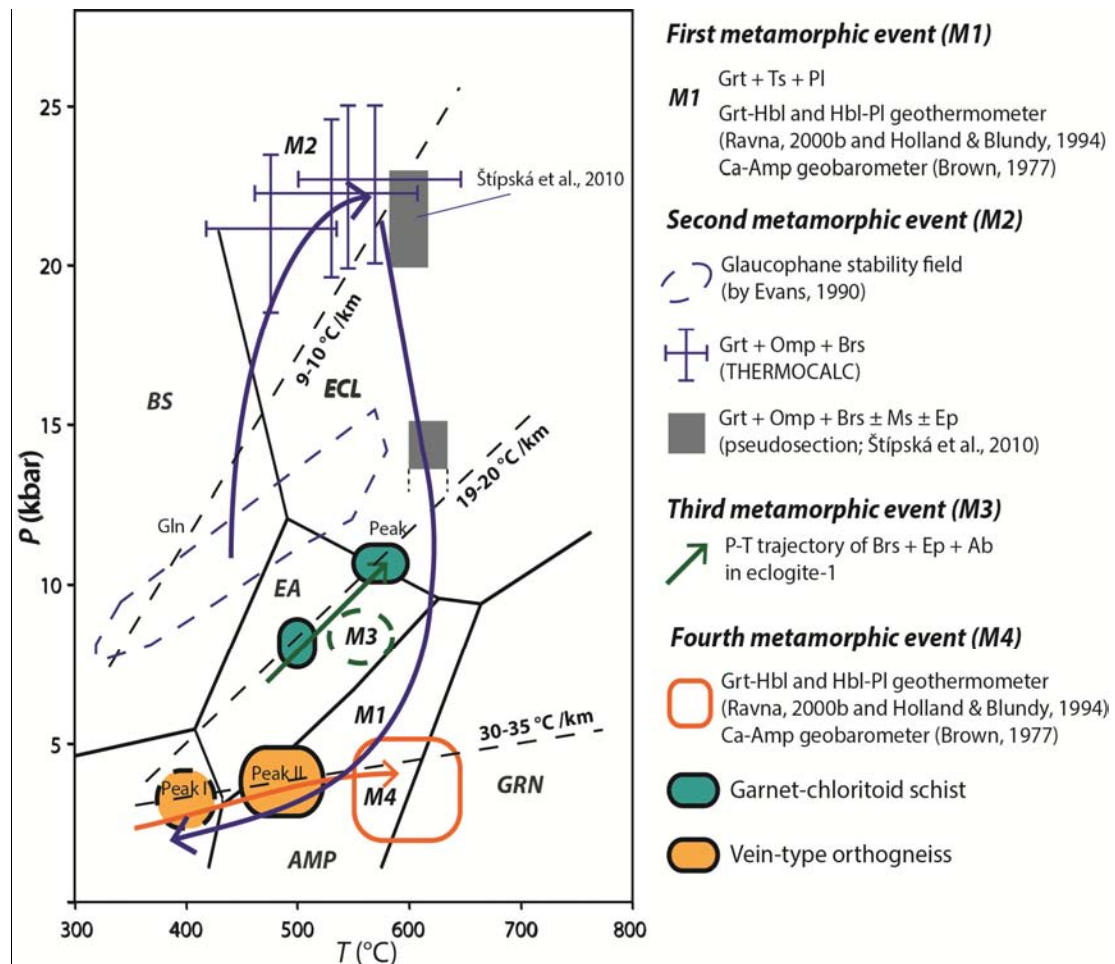 25
20
15
10
5
P (kbar)
300
400
500
600
700
800
T (°C)
M2
Štípská et al., 2010
9-10 °C /km
BS
ECL
19-20 °C /km
Gln
Peak
EA
M3
M1
30-35 °C /km
Peak I
Peak II
M4
GRN
AMP
First metamorphic event (M1)
M1
Grt + Ts + Pl
Grt-Hbl and Hbl-Pl geothermometer
(Ravna, 2000b and Holland & Blundy, 1994)
Ca-Amp geobarometer (Brown, 1977)
Second metamorphic event (M2)
Glaucophane stability field
(by Evans, 1990)
Grt + Omp + Brs
(THERMOCALC)
Grt + Omp + Brs ± Ms ± Ep
(pseudosection; Štípská et al., 2010)
Third metamorphic event (M3)
P-T trajectory of Brs + Ep + Ab
in eclogite-1
Fourth metamorphic event (M4)
Grt-Hbl and Hbl-Pl geothermometer
(Ravna, 2000b and Holland & Blundy, 1994)
Ca-Amp geobarometer (Brown, 1977)
Garnet-chloritoid schist
Vein-type orthogneiss